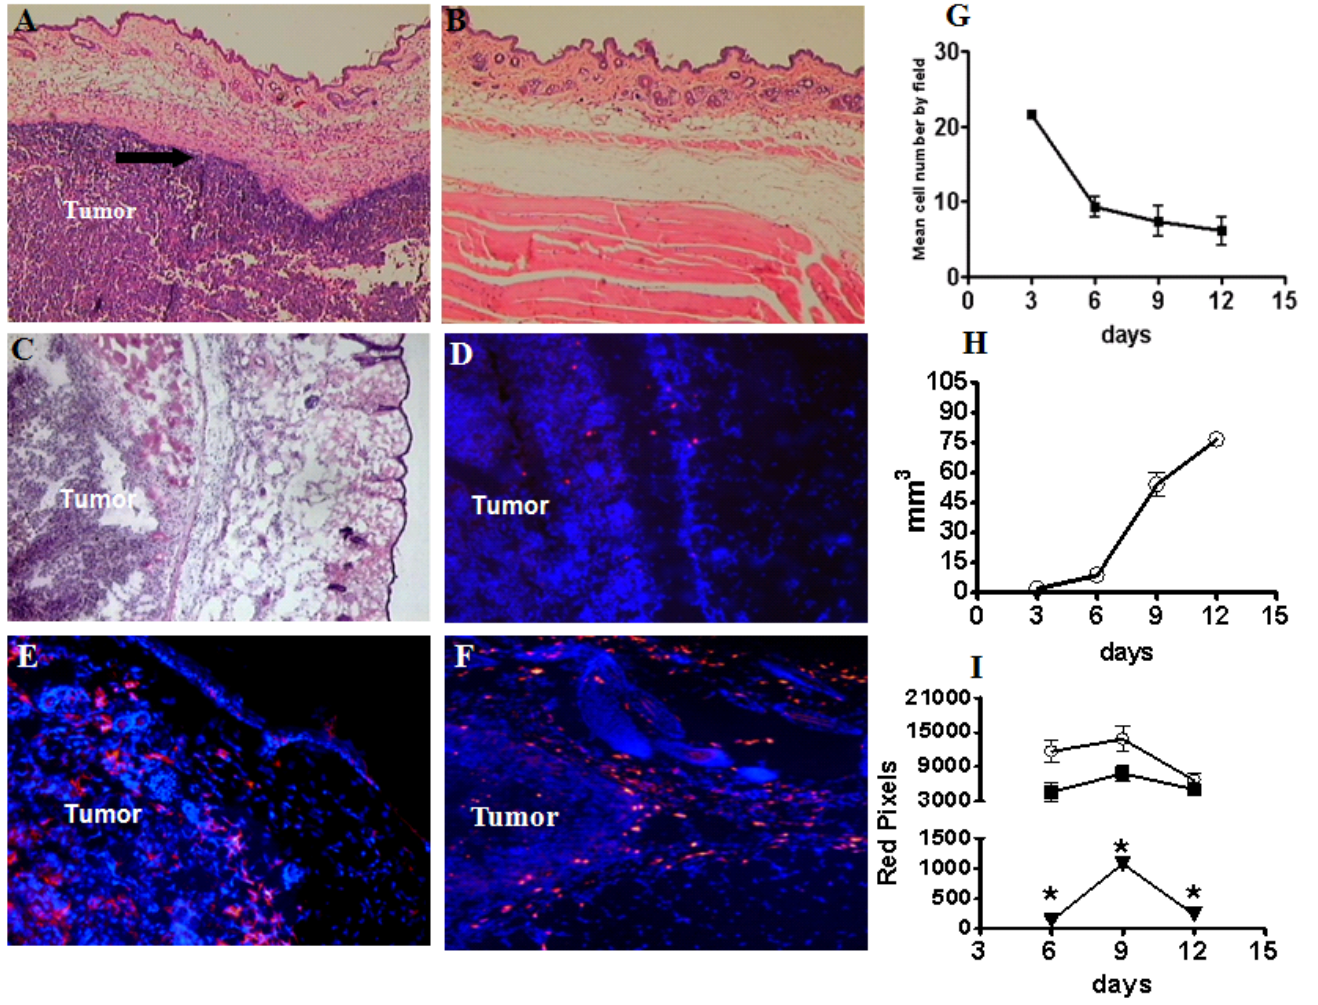 A
Tumor
B
C
Tumor
D
Tumor
E
Tumor
F
Tumor
G
Mean cell number by field
30
20
10
0
0 3 6 9 12 15
days
H
mm3
105
90
75
60
45
30
15
0
0 3 6 9 12 15
days
I
Red Pixels
21000
15000
9000
3000
1500
1000
500
0
* * *
3 6 9 12 15
days